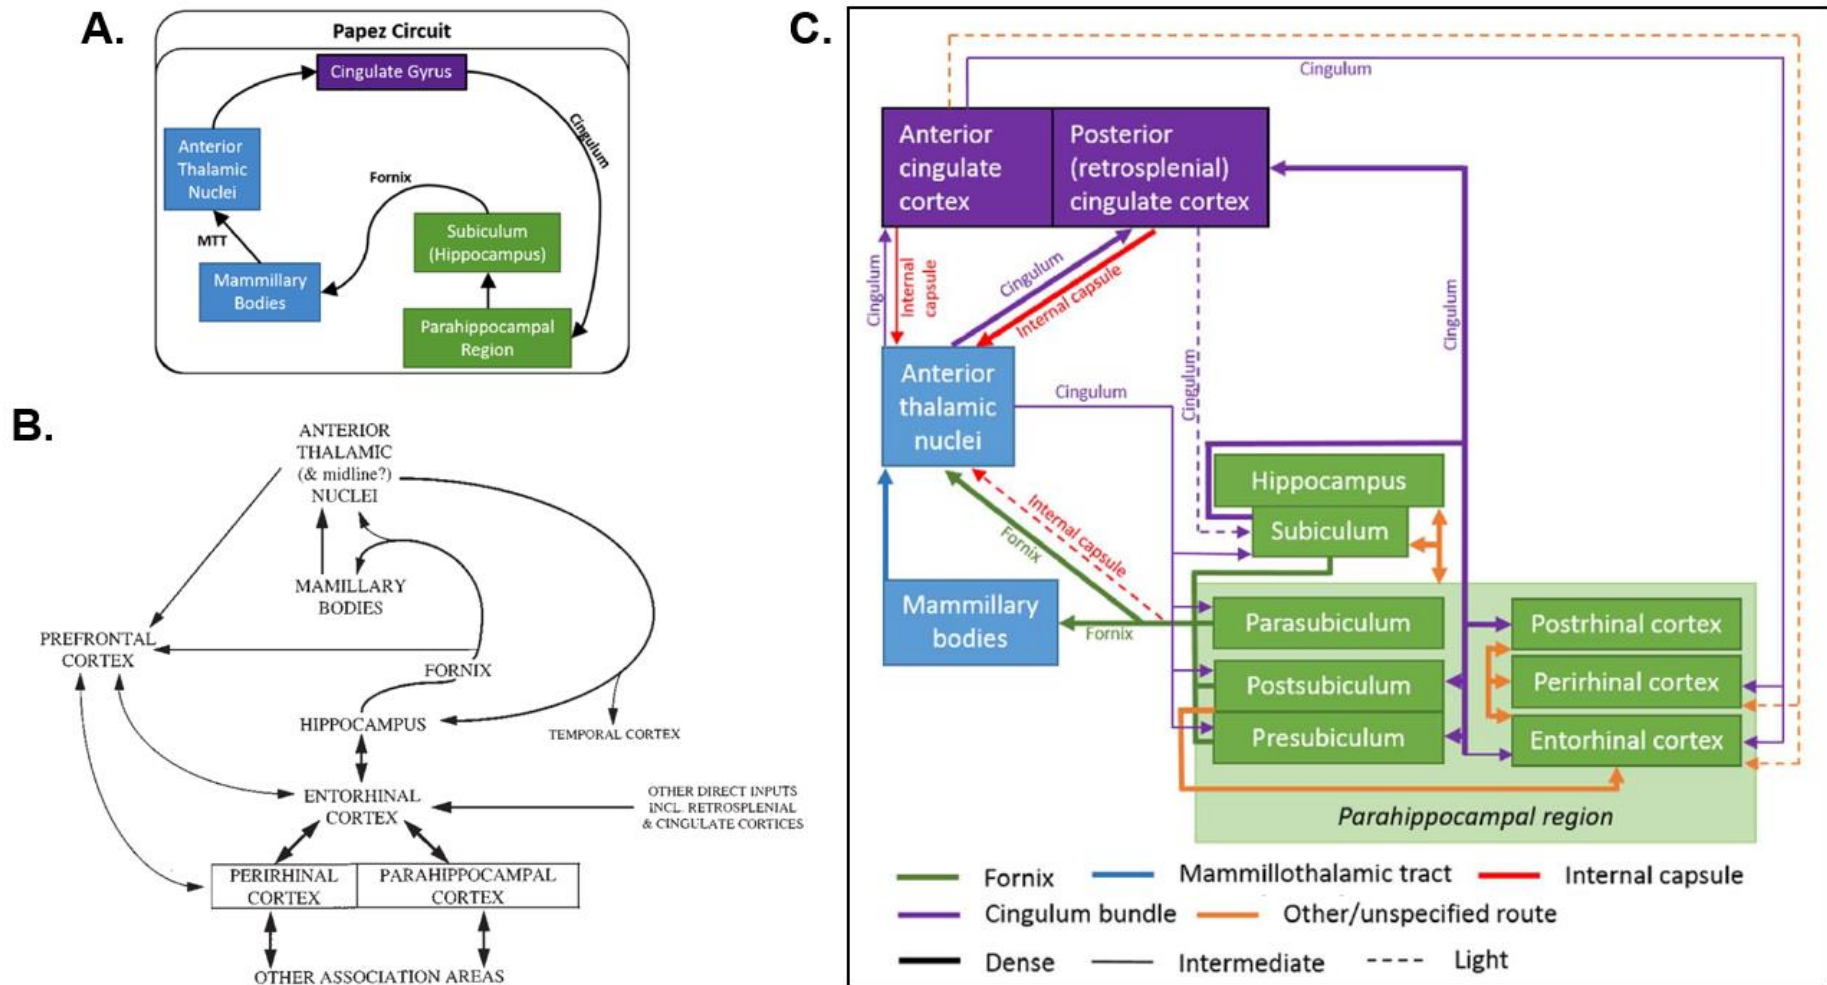 A.
Papez Circuit
Cingulate Gyrus
Cingulum
Anterior
Thalamic
Nuclei
Fornix
MTT
Subiculum
(Hippocampus)
Mammillary
Bodies
Parahippocampal
Region
B.
ANTERIOR
THALAMIC
(& midline?)
NUCLEI
MAMILLARY
BODIES
PREFRONTAL
CORTEX
FORNIX
HIPPOCAMPUS
TEMPORAL CORTEX
ENTORHINAL
CORTEX
OTHER DIRECT INPUTS
INCL. RETROSPLENIAL
& CINGULATE CORTICES
PERIRHINAL
CORTEX
PARAHIPPOCAMPAL
CORTEX
OTHER ASSOCIATION AREAS
C.
Cingulum
Anterior
cingulate
cortex
Posterior
(retrosplenial)
cingulate cortex
Cingulum
Internal
capsule
Cingulum
Internal capsule
Cingulum
Cingulum
Anterior
thalamic
nuclei
Cingulum
Hippocampus
Subiculum
Internal capsule
Fornix
Mammillary
bodies
Fornix
Parasubiculum
Postsubiculum
Presubiculum
Postrhinal cortex
Perirhinal cortex
Entorhinal cortex
Parahippocampal region
Fornix
Mammillothalamic tract
Internal capsule
Cingulum bundle
Other/unspecified route
Dense
Intermediate
Light